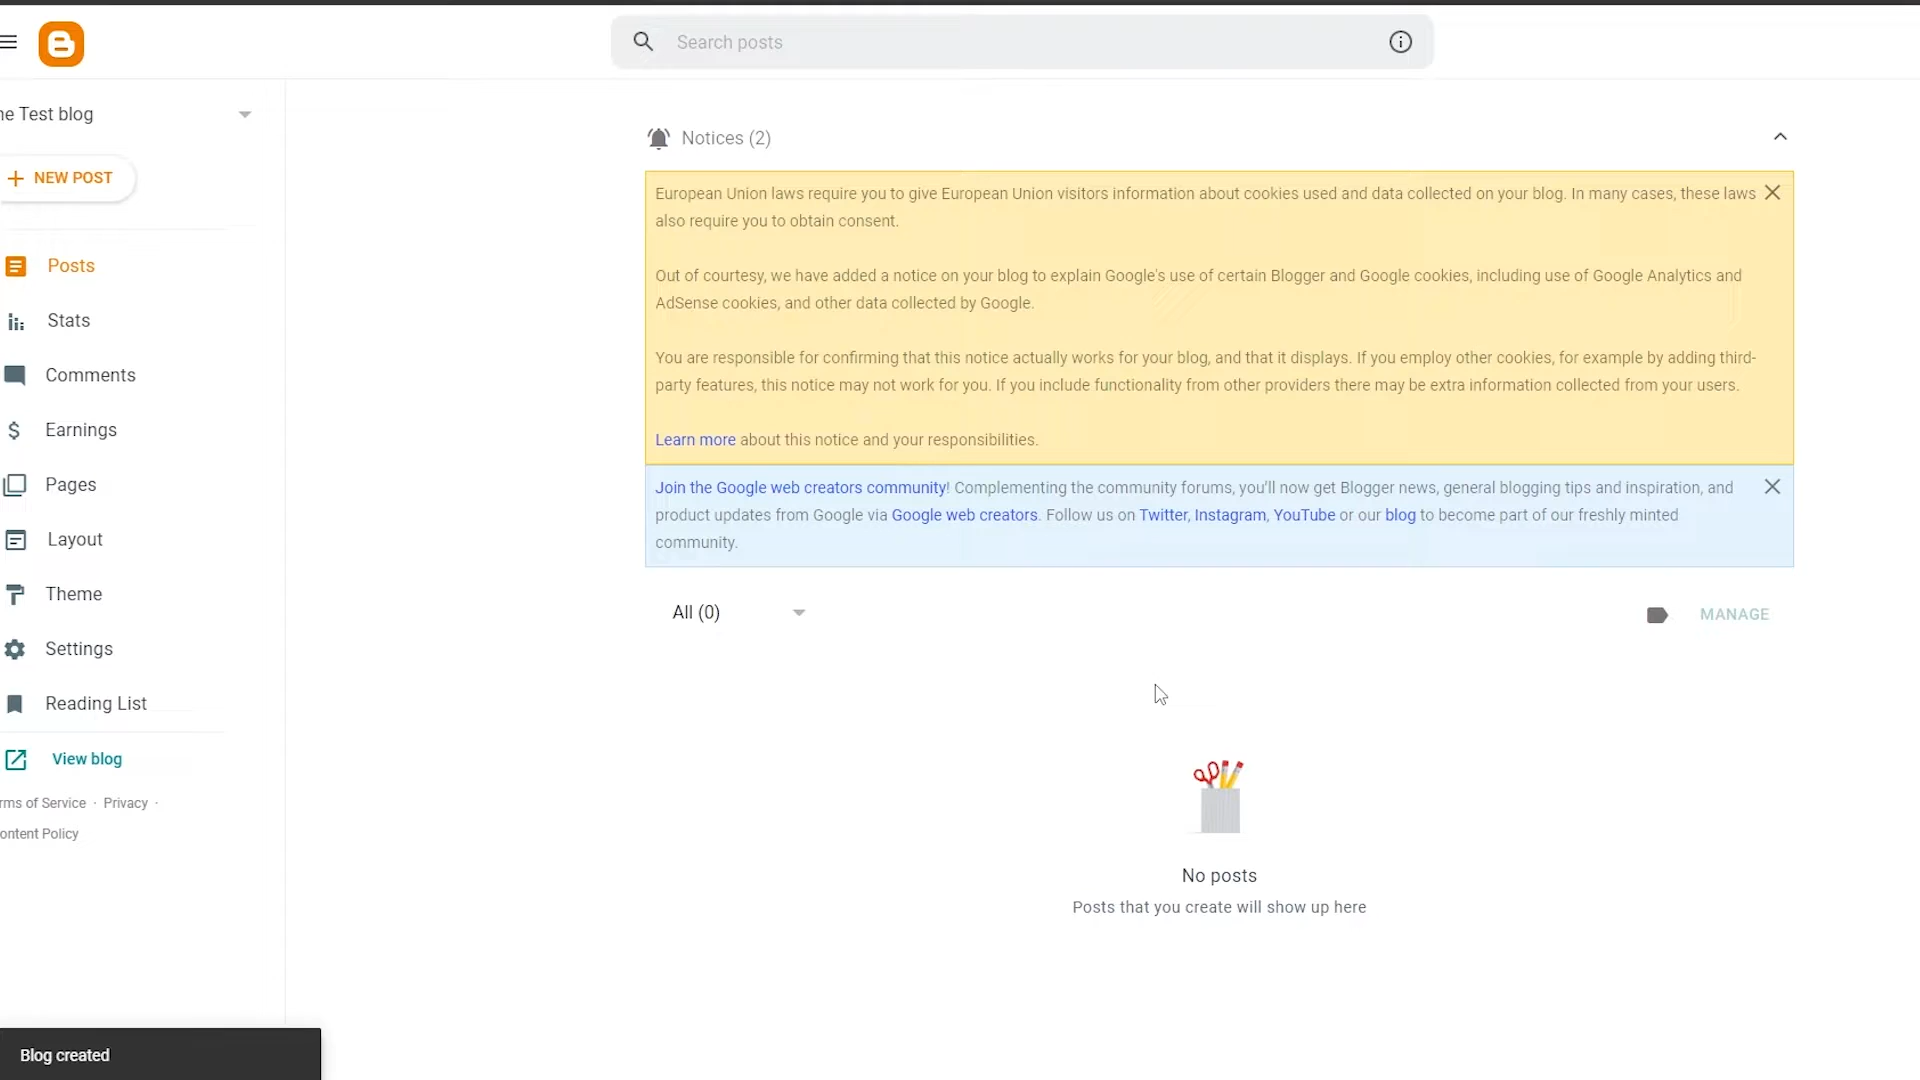 Search posts
he Test blog
NEW POST
Posts
Stats
Comments
Earnings
Pages
Layout
Theme
Settings
Reading List
View blog
rms of Service · Privacy ·
ontent Policy
Blog created
Notices (2)
European Union laws require you to give European Union visitors information about cookies used and data collected on your blog. In many cases, these laws
also require you to obtain consent.
Out of courtesy, we have added a notice on your blog to explain Google's use of certain Blogger and Google cookies, including use of Google Analytics and
AdSense cookies, and other data collected by Google.
You are responsible for confirming that this notice actually works for your blog, and that it displays. If you employ other cookies, for example by adding third-
party features, this notice may not work for you. If you include functionality from other providers there may be extra information collected from your users.
Learn more about this notice and your responsibilities.
Join the Google web creators community! Complementing the community forums, you'll now get Blogger news, general blogging tips and inspiration, and
product updates from Google via Google web creators. Follow us on Twitter, Instagram, YouTube or our blog to become part of our freshly minted
community.
All (0)
MANAGE
No posts
Posts that you create will show up here